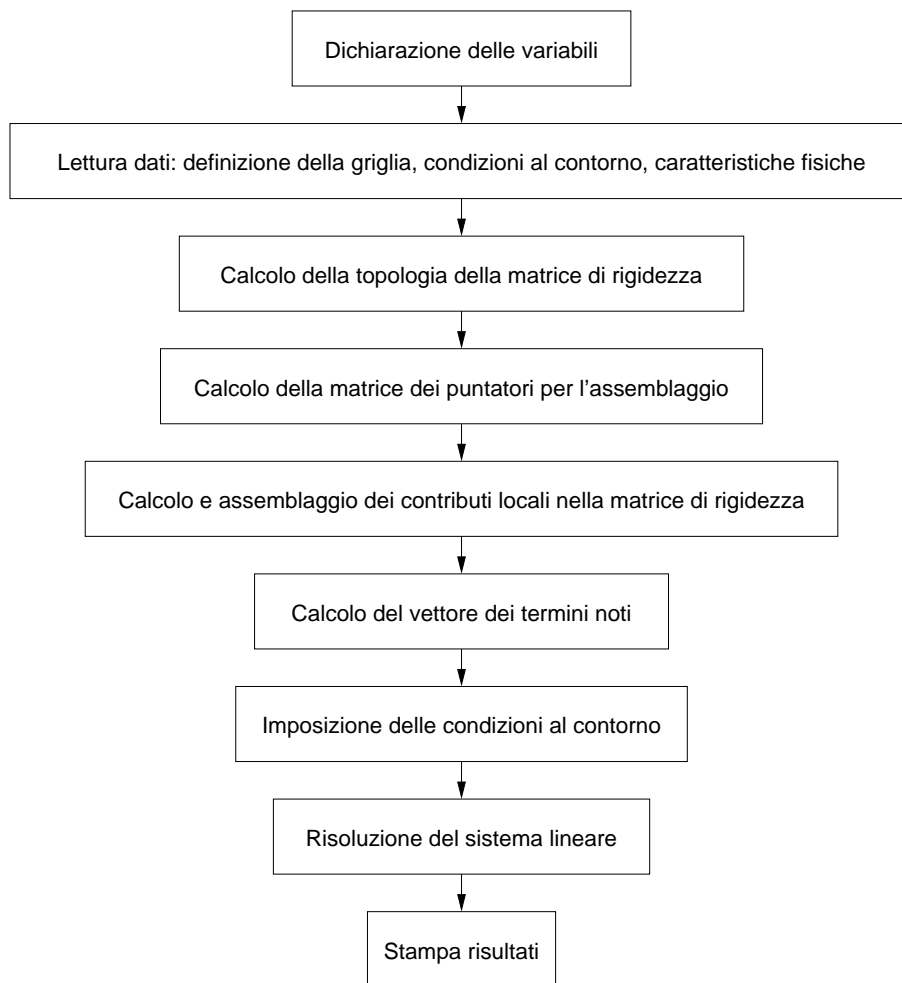 Dichiarazione delle variabili
Lettura dati: definizione della griglia, condizioni al contorno, caratteristiche fisiche
Calcolo della topologia della matrice di rigidezza
Calcolo della matrice dei puntatori per l'assemblaggio
Calcolo e assemblaggio dei contributi locali nella matrice di rigidezza
Calcolo del vettore dei termini noti
Imposizione delle condizioni al contorno
Risoluzione del sistema lineare
Stampa risultati